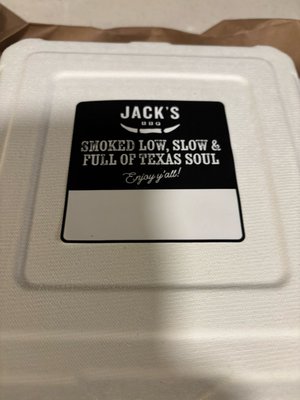 JACK'S
BBQ
SMOKED LOW, SLOW &
FULL OF TEXAS SOUL
Enjoy y'all!